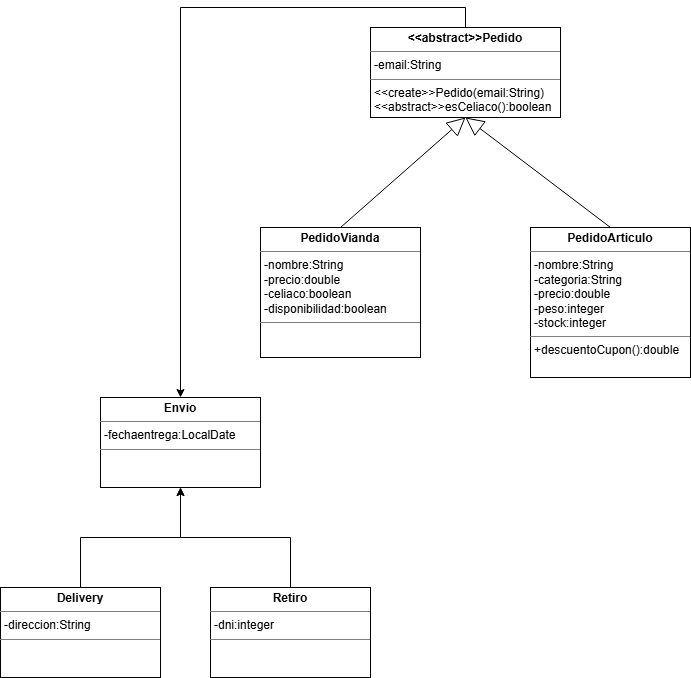 <<abstract>>Pedido
-email:String
<<create>>Pedido(email:String)
<<abstract>>esCeliaco():boolean
PedidoVianda
-nombre:String
-precio:double
-celiaco:boolean
-disponibilidad:boolean
PedidoArticulo
-nombre:String
-categoria:String
-precio:double
-peso:integer
-stock:integer
+descuentoCupon():double
Envio
-fechaentrega:LocalDate
Delivery
-direccion:String
Retiro
-dni:integer